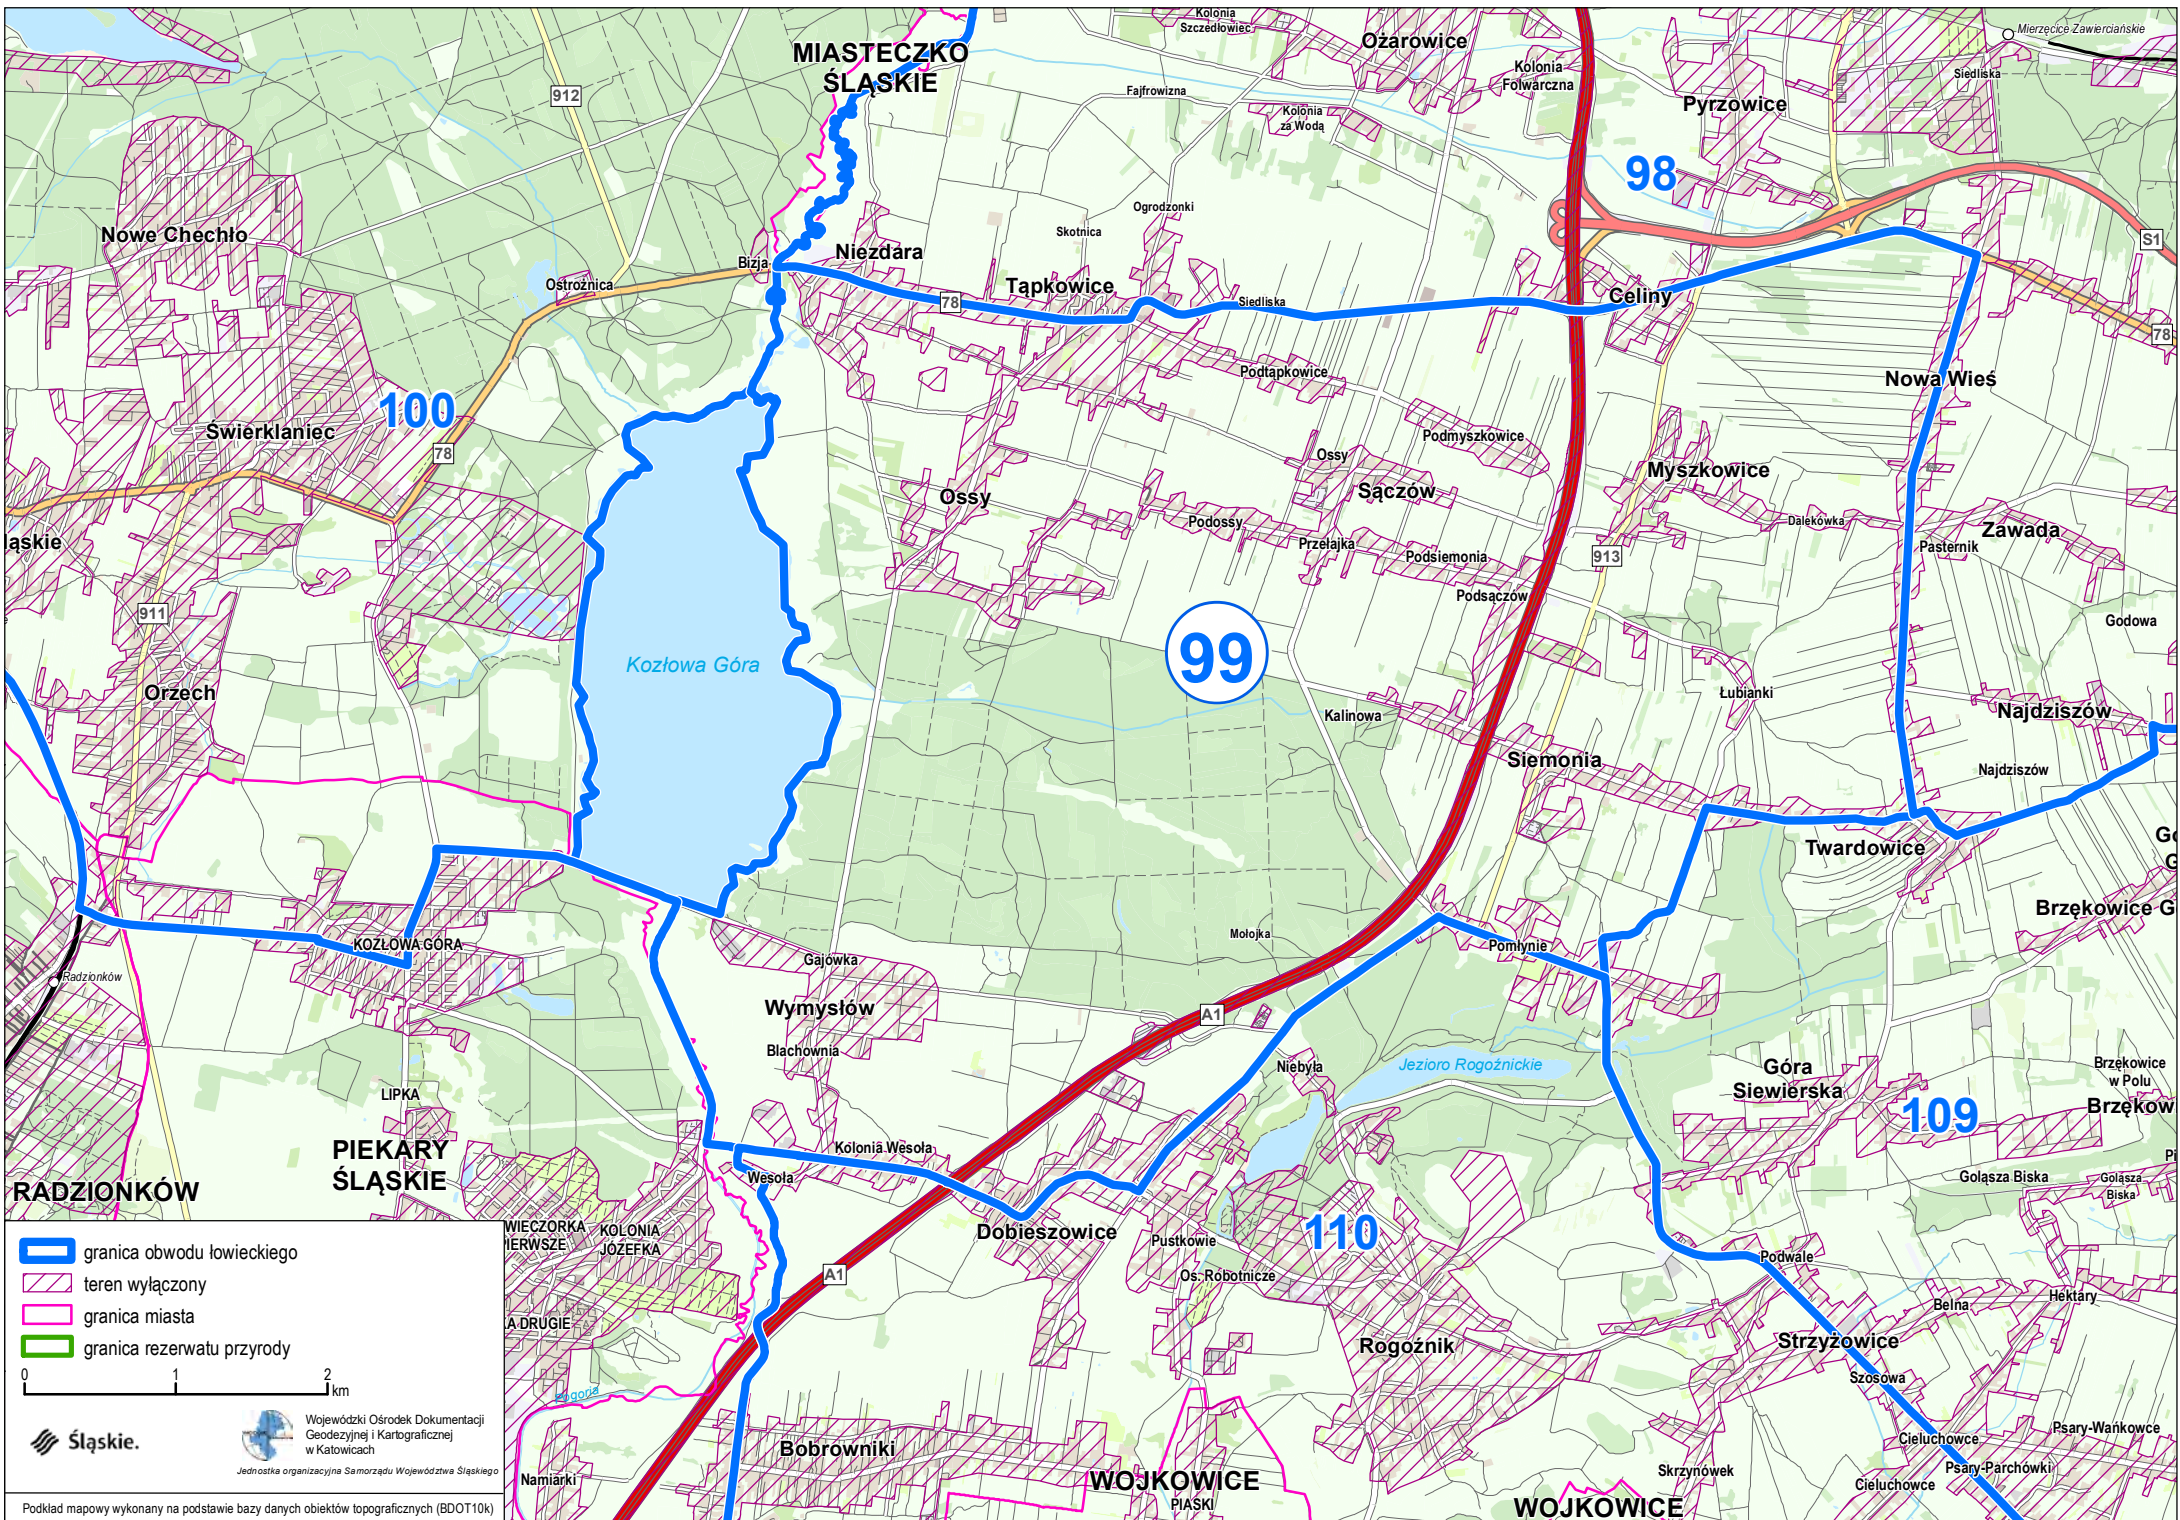 Kolonia
Szczedłowiec
Mierzęcice Zawierciańskie
MIASTECZKO
ŚLĄSKIE
Ożarowice
Kolonia
Folwarczna
Siedliska
912
Fajfrowizna
Kolonia
za Wodą
Pyrzowice
98
Nowe Chechło
Ogrodzonki
Skotnica
S1
Bizja
Niezdara
Ostrożnica
Tąpkowice
78
Siedliska
Celiny
78
Podtąpkowice
Nowa Wieś
100
Świerklaniec
78
Podmyszkowice
Ossy
Myszkowice
Ossy
Sączów
Podossy
Dalekówka
Zawada
ląskie
Przełajka
Podsiemonia
913
Pasternik
Podsączów
911
Godowa
99
Kozłowa Góra
Orzech
Łubianki
Kalinowa
Najdziszów
Siemonia
Najdziszów
Twardowice
Brzękowice G
KOZŁOWA GÓRA
Mołojka
Pomłynie
Gajówka
Radzionków
Wymysłów
A1
Blachownia
Niebyła
Jezioro Rogoźnickie
Góra
Siewierska
Brzękowice
w Polu
LIPKA
Brzękow
109
PIEKARY
ŚLĄSKIE
Kolonia Wesoła
Wesoła
RADZIONKÓW
Gołąsza Biska
Gołąsza
Biska
WIECZORKA
PIERWSZE
KOLONIA
JÓZEFKA
Dobieszowice
Pustkowie
110
Podwale
A1
Os. Robotnicze
Belna
Hektary
KA DRUGIE
Rogoźnik
Strzyżowice
Szosowa
Pogoria
Bobrowniki
Psary-Wańkowce
Cieluchowce
Namiarki
WOJKOWICE
PIASKI
Skrzynówek
Psary-Parchówki
Cieluchowce
WOJKOWICE
granica obwodu łowieckiego
teren wyłączony
granica miasta
granica rezerwatu przyrody
0 1 2
km
Śląskie.
Wojewódzki Ośrodek Dokumentacji
Geodezyjnej i Kartograficznej
w Katowicach
Jednostka organizacyjna Samorządu Województwa Śląskiego
Podkład mapowy wykonany na podstawie bazy danych obiektów topograficznych (BDOT10k)